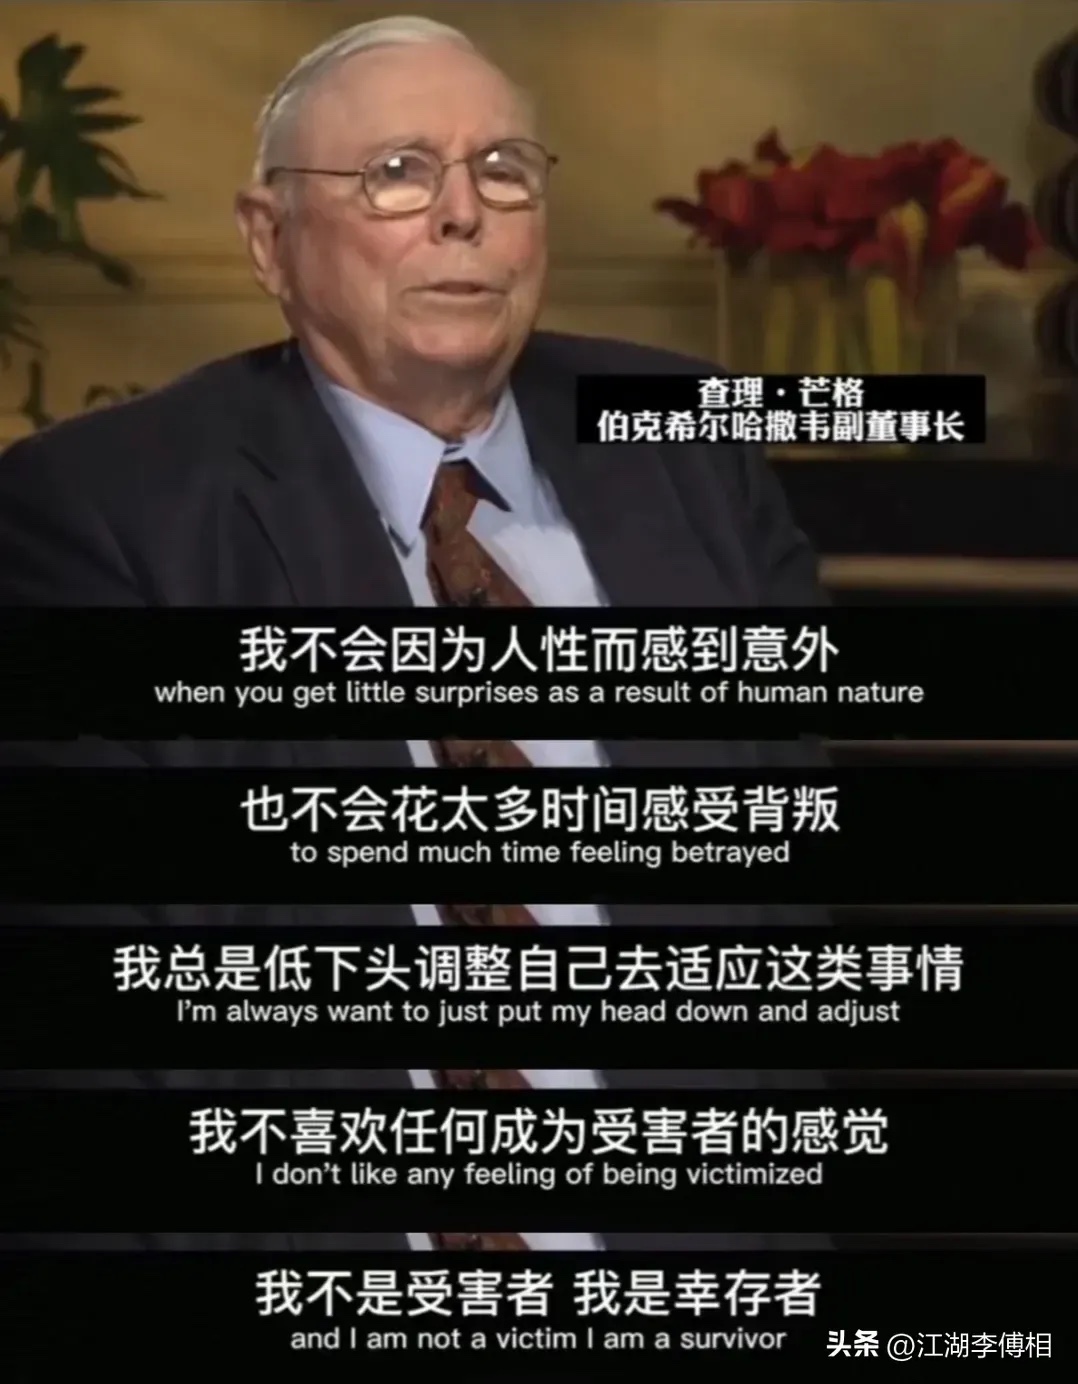 查理·芒格
伯克希尔哈撒韦副董事长
我不会因为人性而感到意外
when you get little surprises as a result of human nature
也不会花太多时间感受背叛
to spend much time feeling betrayed
我总是低下头调整自己去适应这类事情
I'm always want to just put my head down and adjust
我不喜欢任何成为受害者的感觉
I don't like any feeling of being victimized
我不是受害者 我是幸存者
and I am not a victim I am a survivor
头条 @江湖李傅相